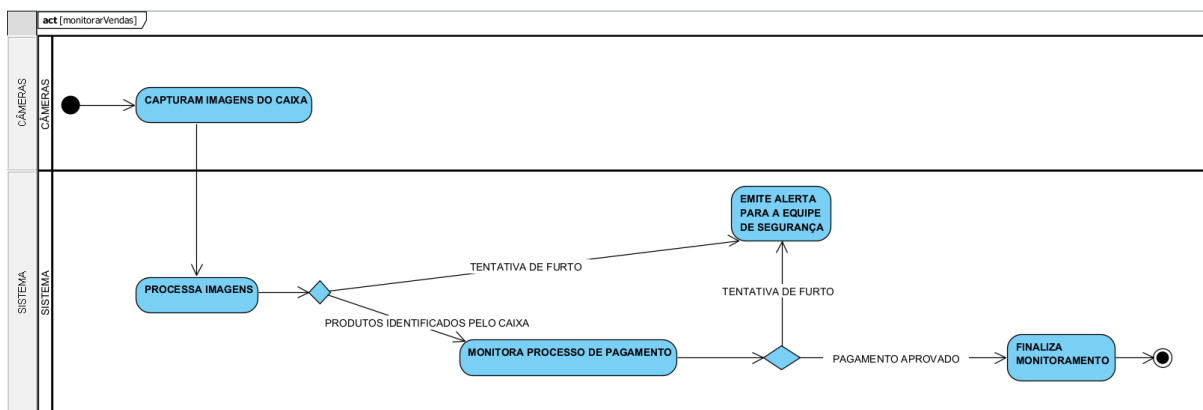 act [monitorarVendas]
CÂMERAS
CÂMERAS
CAPTURAM IMAGENS DO CAIXA
SISTEMA
SISTEMA
EMITE ALERTA
PARA A EQUIPE
DE SEGURANÇA
TENTATIVA DE FURTO
PROCESSA IMAGENS
TENTATIVA DE FURTO
PRODUTOS IDENTIFICADOS PELO CAIXA
MONITORA PROCESSO DE PAGAMENTO
PAGAMENTO APROVADO
FINALIZA
MONITORAMENTO